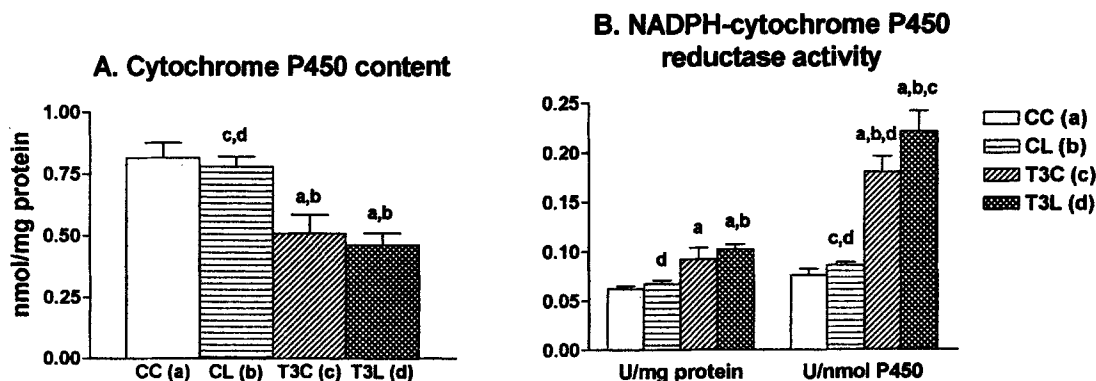 A. Cytochrome P450 content
nmol/mg protein
1.00
0.75
0.50
0.25
0.00
c,d
a,b
a,b
CC (a)
CL (b)
T3C (c)
T3L (d)
B. NADPH-cytochrome P450
reductase activity
0.25
0.20
0.15
0.10
0.05
0.00
d
a
a,b
c,d
a,b,d
a,b,c
U/mg protein
U/nmol P450
CC (a)
CL (b)
T3C (c)
T3L (d)